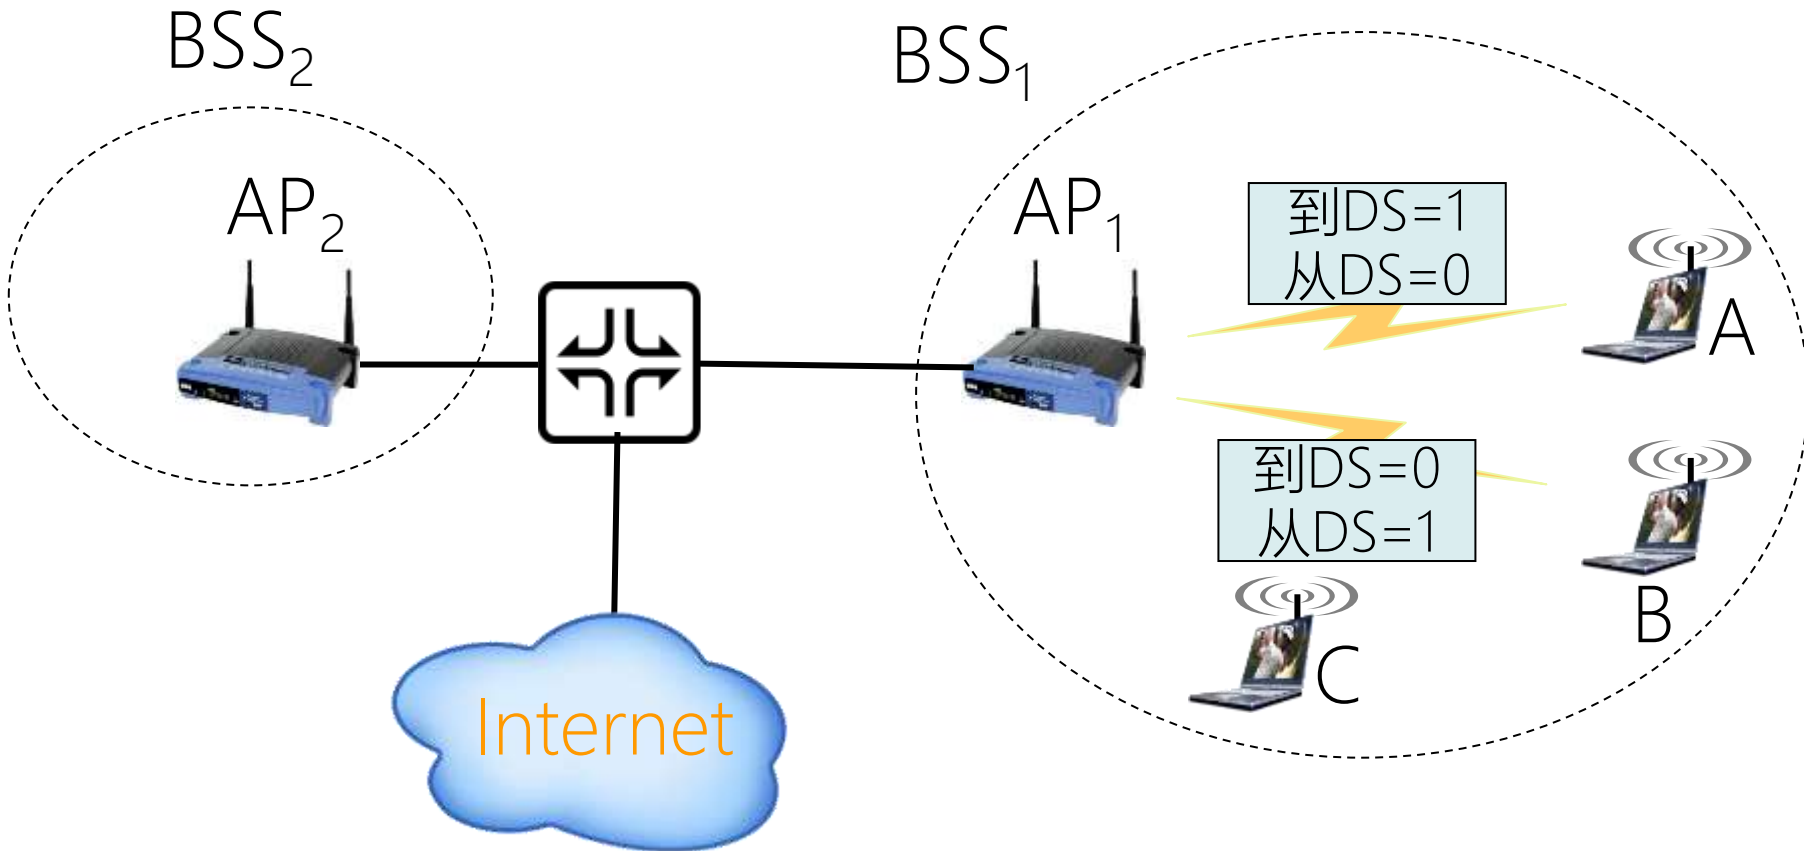 BSS₂
BSS₁
AP₂
AP₁
到DS=1
从DS=0
A
到DS=0
从DS=1
B
C
Internet